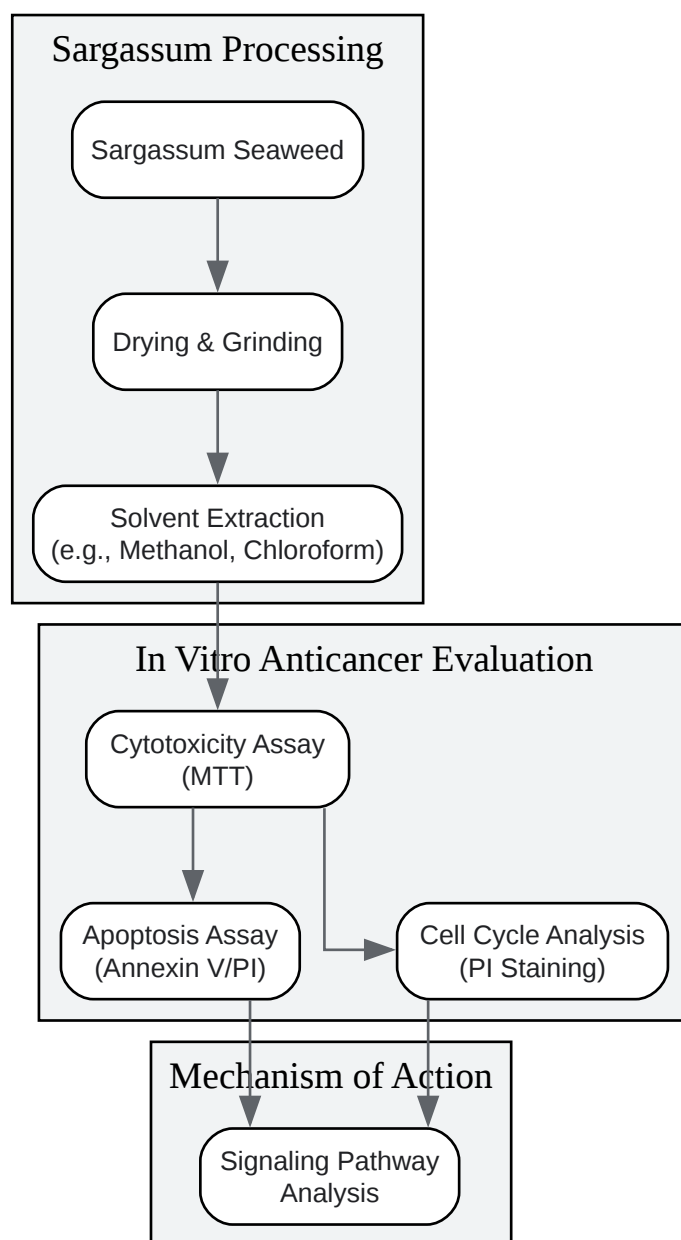 Sargassum Processing
Sargassum Seaweed
Drying & Grinding
Solvent Extraction
(e.g., Methanol, Chloroform)
In Vitro Anticancer Evaluation
Cytotoxicity Assay
(MTT)
Apoptosis Assay
(Annexin V/PI)
Cell Cycle Analysis
(PI Staining)
Mechanism of Action
Signaling Pathway
Analysis